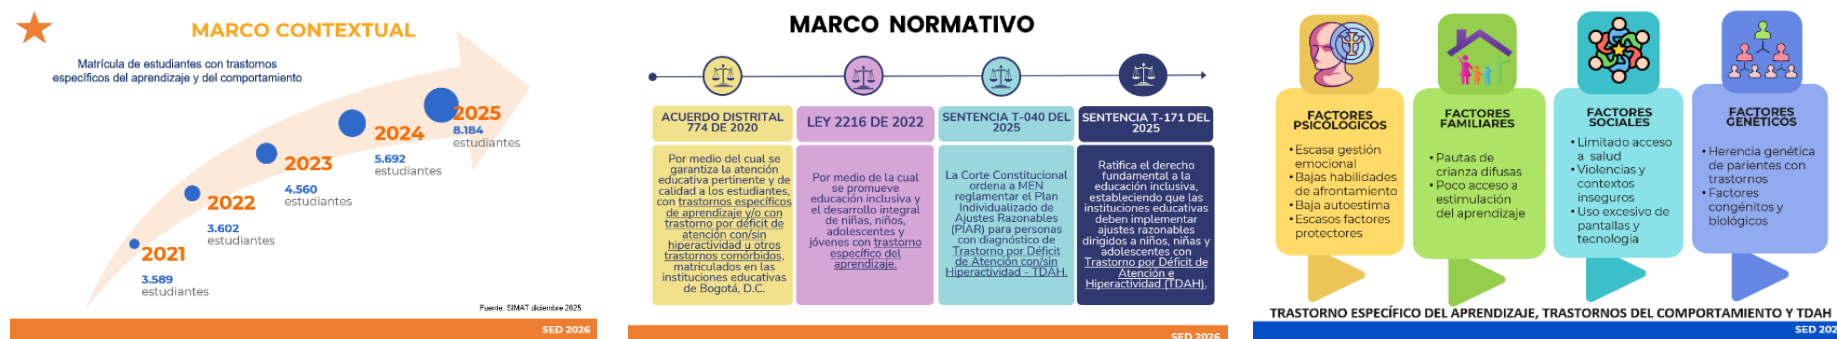 MARCO CONTEXTUAL
Matrícula de estudiantes con trastornos
específicos del aprendizaje y del comportamiento
2025
8.184
estudiantes
2024
5.692
estudiantes
2023
4.560
estudiantes
2022
3.602
estudiantes
2021
3.589
estudiantes
Fuente. SIMAT diciembre 2025
SED 2026
MARCO NORMATIVO
ACUERDO DISTRITAL
774 DE 2020
Por medio del cual se
garantiza la atención
educativa pertinente y de
calidad a los estudiantes,
con trastornos específicos
de aprendizaje y/o con
trastorno por déficit de
atención con/sin
hiperactividad u otros
trastornos comórbidos,
matriculados en las
instituciones educativas
de Bogotá, D.C.
LEY 2216 DE 2022
Por medio de la cual
se promueve
educación inclusiva y
el desarrollo integral
de niñas, niños,
adolescentes y
jóvenes con trastorno
específico del
aprendizaje.
SENTENCIA T-040 DEL
2025
La Corte Constitucional
ordena a MEN
reglamentar el Plan
Individualizado de
Ajustes Razonables
(PIAR) para personas
con diagnóstico de
Trastorno por Déficit
de Atención con/sin
Hiperactividad - TDAH.
SENTENCIA T-171 DEL
2025
Ratifica el derecho
fundamental a la
educación inclusiva,
estableciendo que las
instituciones educativas
deben implementar
ajustes razonables
dirigidos a niños, niñas y
adolescentes con
Trastorno por Déficit de
Atención e
Hiperactividad (TDAH).
SED 2026
FACTORES
PSICOLÓGICOS
• Escasa gestión
emocional
• Bajas habilidades
de afrontamiento
• Baja autoestima
• Escasos factores
protectores
FACTORES
FAMILIARES
• Pautas de
crianza difusas
• Poco acceso a
estimulación
del aprendizaje
FACTORES
SOCIALES
• Limitado acceso
a salud
• Violencias y
contextos
inseguros
• Uso excesivo de
pantallas y
tecnología
FACTORES
GENÉTICOS
• Herencia genética
de parientes con
trastornos
• Factores
congénitos y
biológicos
TRASTORNO ESPECÍFICO DEL APRENDIZAJE, TRASTORNOS DEL COMPORTAMIENTO Y TDAH
SED 202